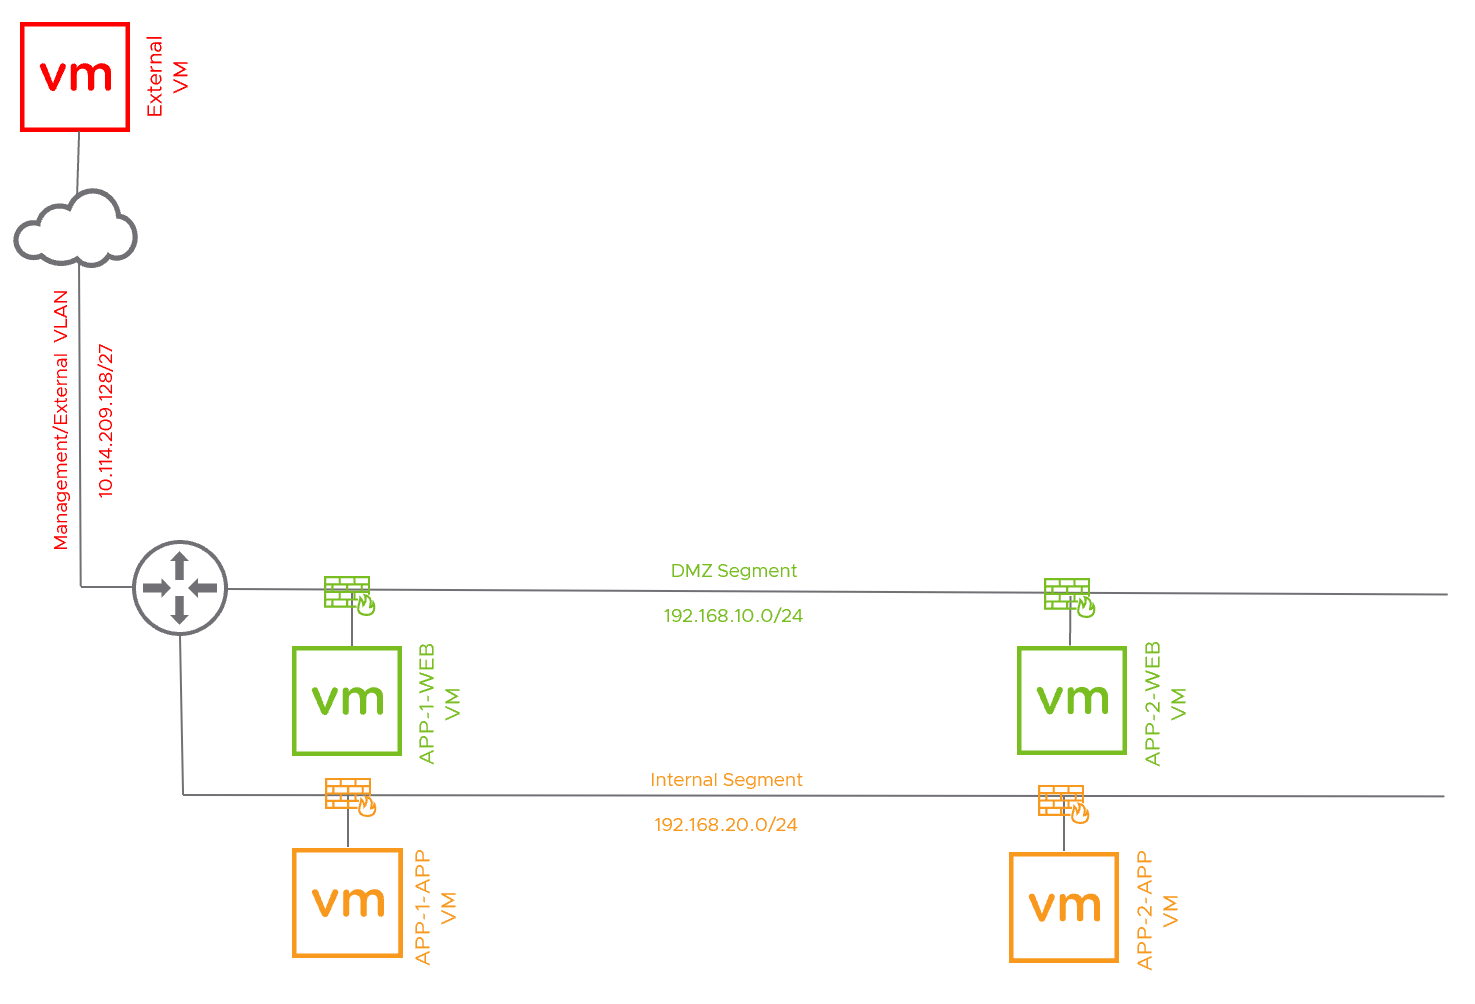 vm
External
VM
Management/External VLAN
10.114.209.128/27
DMZ Segment
192.168.10.0/24
vm
APP-1-WEB
VM
vm
APP-2-WEB
VM
Internal Segment
192.168.20.0/24
vm
APP-1-APP
VM
vm
APP-2-APP
VM